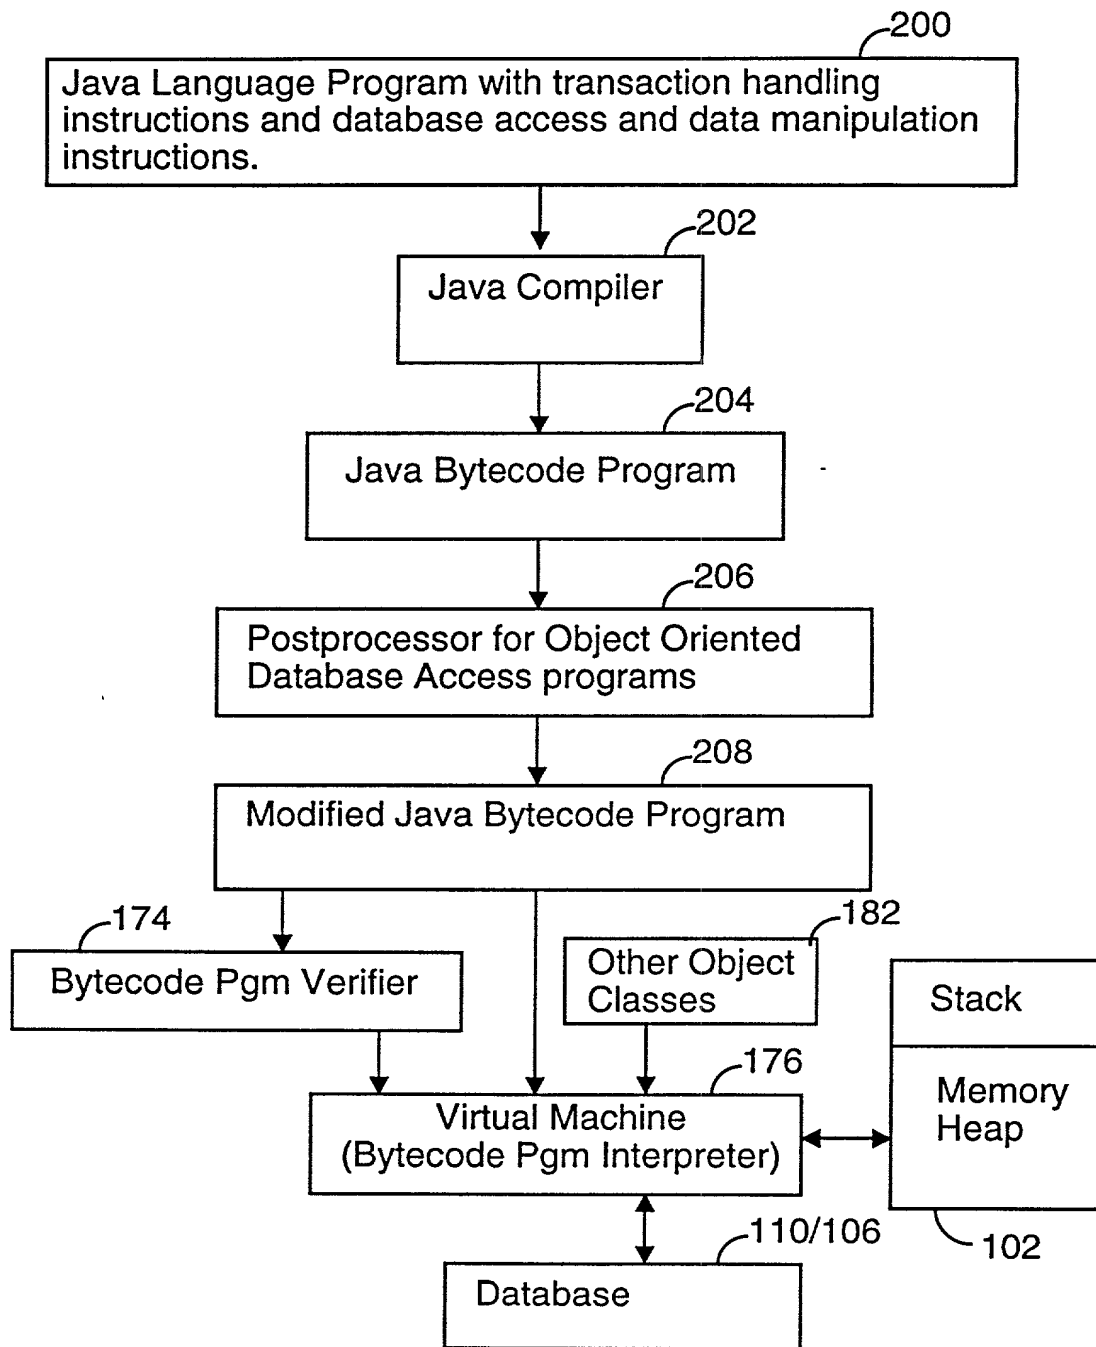 200
Java Language Program with transaction handling
instructions and database access and data manipulation
instructions.
202
Java Compiler
204
Java Bytecode Program
206
Postprocessor for Object Oriented
Database Access programs
208
Modified Java Bytecode Program
174
Bytecode Pgm Verifier
182
Other Object
Classes
Stack
Memory
Heap
102
176
Virtual Machine
(Bytecode Pgm Interpreter)
110/106
Database